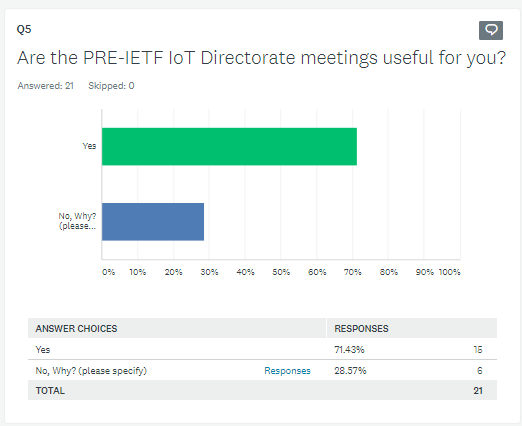 Q5
Are the PRE-IETF IoT Directorate meetings useful for you?
Answered: 21 Skipped: 0
Yes
No, Why?
(please...
0% 10% 20% 30% 40% 50% 60% 70% 80% 90% 100%
ANSWER CHOICES RESPONSES
Yes 71.43% 15
No, Why? (please specify) Responses 28.57% 6
TOTAL 21